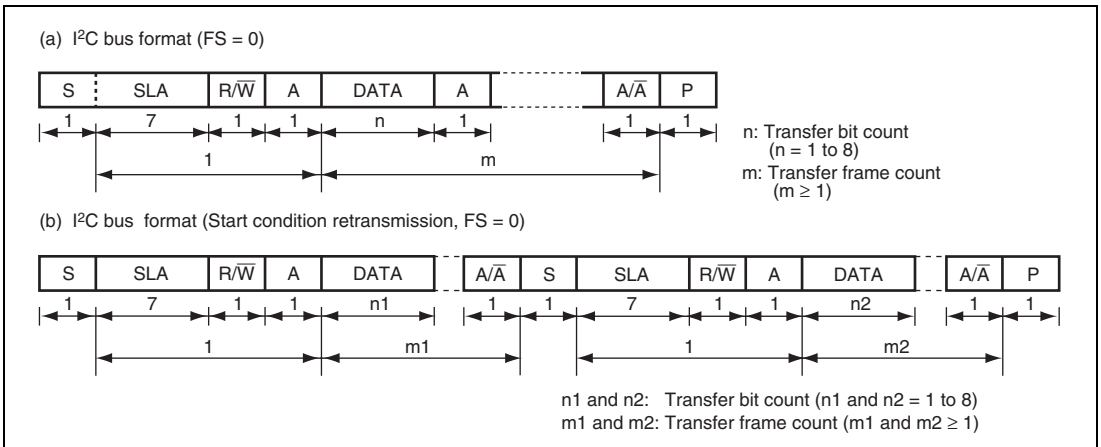 (a) I²C bus format (FS = 0)
S SLA R/W̅ A DATA A A/A̅ P
1 7 1 1 n 1 1 1
1 m
n: Transfer bit count
(n = 1 to 8)
m: Transfer frame count
(m ≥ 1)
(b) I²C bus format (Start condition retransmission, FS = 0)
S SLA R/W̅ A DATA A/A̅ S SLA R/W̅ A DATA A/A̅ P
1 7 1 1 n1 1 1 7 1 1 n2 1 1
1 m1 1 m2
n1 and n2: Transfer bit count (n1 and n2 = 1 to 8)
m1 and m2: Transfer frame count (m1 and m2 ≥ 1)